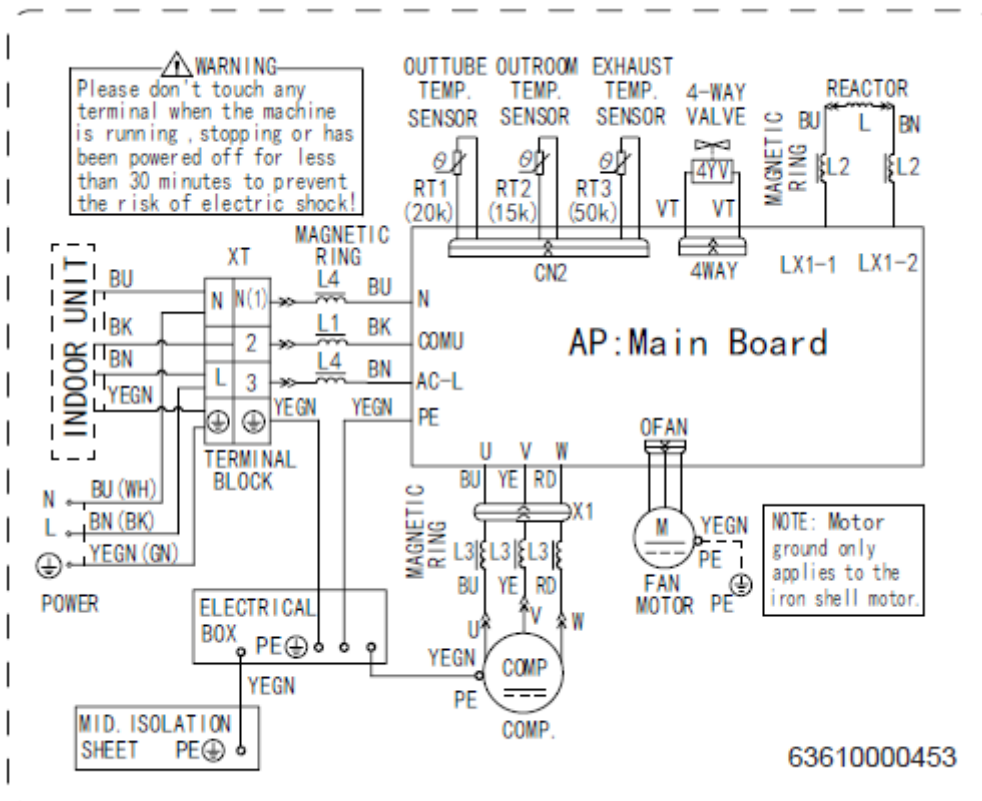 WARNING
Please don't touch any
terminal when the machine
is running ,stopping or has
been powered off for less
than 30 minutes to prevent
the risk of electric shock!
OUTTUBE OUTROOM EXHAUST
TEMP. TEMP. TEMP.
SENSOR SENSOR SENSOR
4-WAY
VALVE
MAGNETIC
RING
REACTOR
BU L BN
L2 L2
θ θ θ
RT1 RT2 RT3
(20k) (15k) (50k)
4YV
VT VT
CN2
4WAY
LX1-1 LX1-2
INDOOR UNIT
BU
BK
BN
YEGN
XT
N N(1)
2
L 3
TERMINAL
BLOCK
MAGNETIC
RING
L4 BU N
L1 BK COMU
L4 BN AC-L
YEGN YEGN PE
AP:Main Board
N BU(WH)
L BN(BK)
YEGN(GN)
POWER
U V W
BU YE RD
X1
MAGNETIC
RING
L3 L3 L3
BU YE RD
U V W
COMP
YEGN
PE
COMP.
OFAN
M
YEGN
PE
FAN
MOTOR PE
NOTE: Motor
ground only
applies to the
iron shell motor.
ELECTRICAL
BOX PE
YEGN
MID. ISOLATION
SHEET PE
63610000453